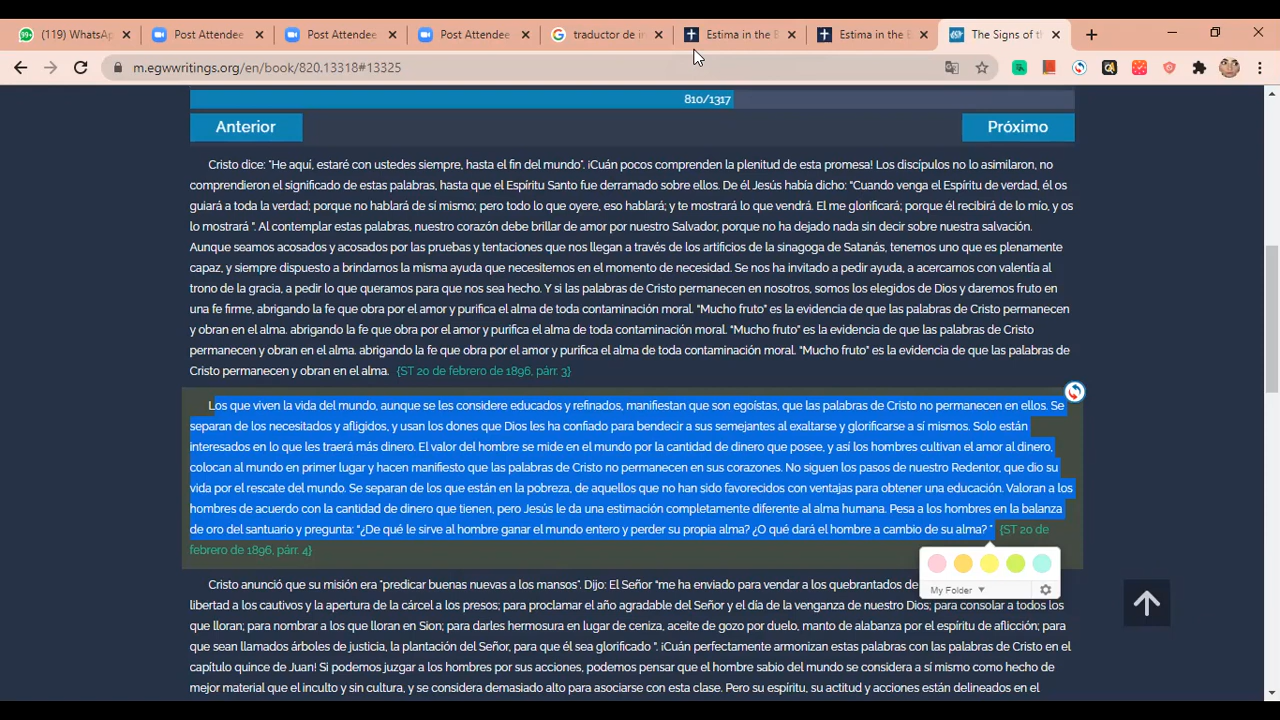 (119) WhatsAp
Post Attendee
Post Attendee
Post Attendee
traductor de in
Estima in the B
Estima in the B
The Signs of th
m.egwwritings.org/en/book/820.13318#13325
810/1317
Anterior
Próximo
Cristo dice: "He aquí, estaré con ustedes siempre, hasta el fin del mundo". ¡Cuán pocos comprenden la plenitud de esta promesa! Los discípulos no lo asimilaron, no
comprendieron el significado de estas palabras, hasta que el Espíritu Santo fue derramado sobre ellos. De él Jesús había dicho: "Cuando venga el Espíritu de verdad, él os
guiará a toda la verdad; porque no hablará de sí mismo; pero todo lo que oyere, eso hablará; y te mostrará lo que vendrá. El me glorificará; porque él recibirá de lo mío, y os
lo mostrará ". Al contemplar estas palabras, nuestro corazón debe brillar de amor por nuestro Salvador, porque no ha dejado nada sin decir sobre nuestra salvación.
Aunque seamos acosados y acosados por las pruebas y tentaciones que nos llegan a través de los artificios de la sinagoga de Satanás, tenemos uno que es plenamente
capaz, y siempre dispuesto a brindarnos la misma ayuda que necesitemos en el momento de necesidad. Se nos ha invitado a pedir ayuda, a acercarnos con valentía al
trono de la gracia, a pedir lo que queramos para que nos sea hecho. Y si las palabras de Cristo permanecen en nosotros, somos los elegidos de Dios y daremos fruto en
una fe firme, abrigando la fe que obra por el amor y purifica el alma de toda contaminación moral. "Mucho fruto" es la evidencia de que las palabras de Cristo permanecen
y obran en el alma. abrigando la fe que obra por el amor y purifica el alma de toda contaminación moral. "Mucho fruto" es la evidencia de que las palabras de Cristo
permanecen y obran en el alma. abrigando la fe que obra por el amor y purifica el alma de toda contaminación moral. "Mucho fruto" es la evidencia de que las palabras de
Cristo permanecen y obran en el alma. {ST 20 de febrero de 1896, párr. 3}
Los que viven la vida del mundo, aunque se les considere educados y refinados, manifiestan que son egoístas, que las palabras de Cristo no permanecen en ellos. Se
separan de los necesitados y afligidos, y usan los dones que Dios les ha confiado para bendecir a sus semejantes al exaltarse y glorificarse a sí mismos. Solo están
interesados en lo que les traerá más dinero. El valor del hombre se mide en el mundo por la cantidad de dinero que posee, y así los hombres cultivan el amor al dinero,
colocan al mundo en primer lugar y hacen manifiesto que las palabras de Cristo no permanecen en sus corazones. No siguen los pasos de nuestro Redentor, que dio su
vida por el rescate del mundo. Se separan de los que están en la pobreza, de aquellos que no han sido favorecidos con ventajas para obtener una educación. Valoran a los
hombres de acuerdo con la cantidad de dinero que tienen, pero Jesús le da una estimación completamente diferente al alma humana. Pesa a los hombres en la balanza
de oro del santuario y pregunta: "¿De qué le sirve al hombre ganar el mundo entero y perder su propia alma? ¿O qué dará el hombre a cambio de su alma? " {ST 20 de
febrero de 1896, párr. 4}
My Folder
Cristo anunció que su misión era "predicar buenas nuevas a los mansos". Dijo: El Señor "me ha enviado para vendar a los quebrantados de
libertad a los cautivos y la apertura de la cárcel a los presos; para proclamar el año agradable del Señor y el día de la venganza de nuestro Dios; para consolar a todos los
que lloran; para nombrar a los que lloran en Sion; para darles hermosura en lugar de ceniza, aceite de gozo por duelo, manto de alabanza por el espíritu de aflicción; para
que sean llamados árboles de justicia, la plantación del Señor, para que él sea glorificado ". ¡Cuán perfectamente armonizan estas palabras con las palabras de Cristo en el
capítulo quince de Juan! Si podemos juzgar a los hombres por sus acciones, podemos pensar que el hombre sabio del mundo se considera a sí mismo como hecho de
mejor material que el inculto y sin cultura, y se considera demasiado alto para asociarse con esta clase. Pero su espíritu, su actitud y acciones están delineados en el